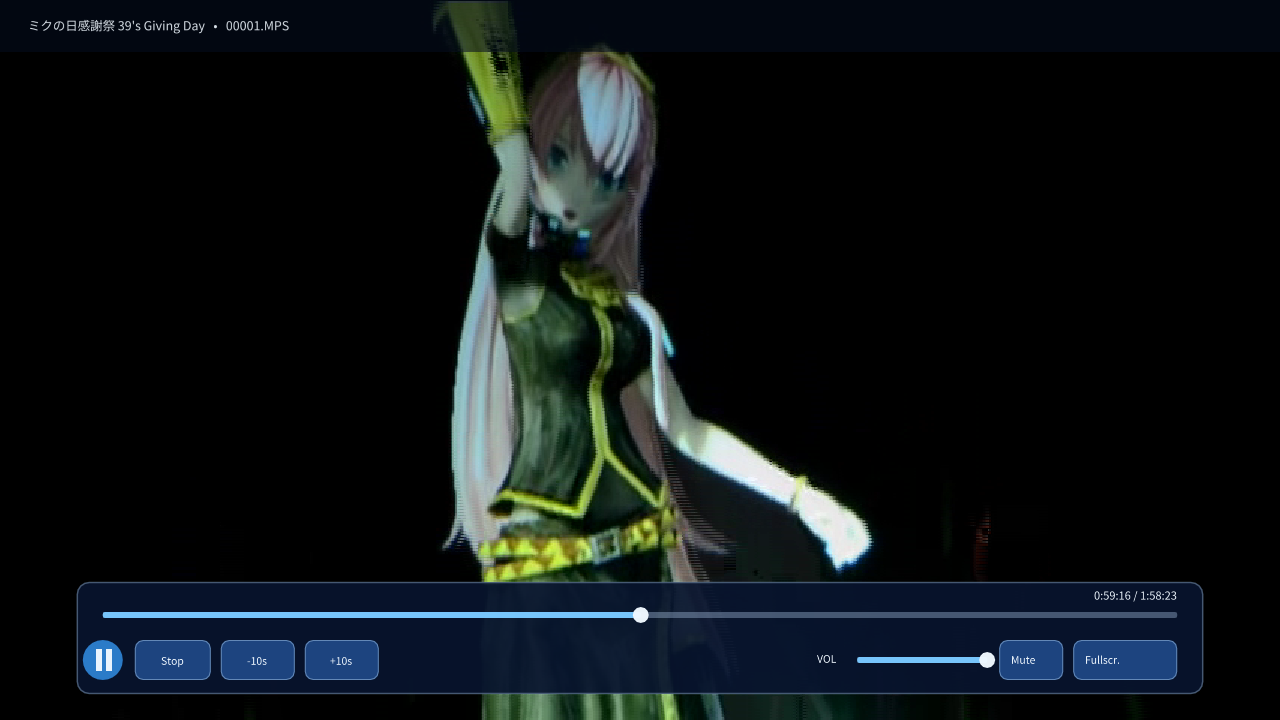 ミクの日感謝祭 39's Giving Day • 00001.MPS
0:59:16 / 1:58:23
Stop
-10s
+10s
VOL
Mute
Fullscr.